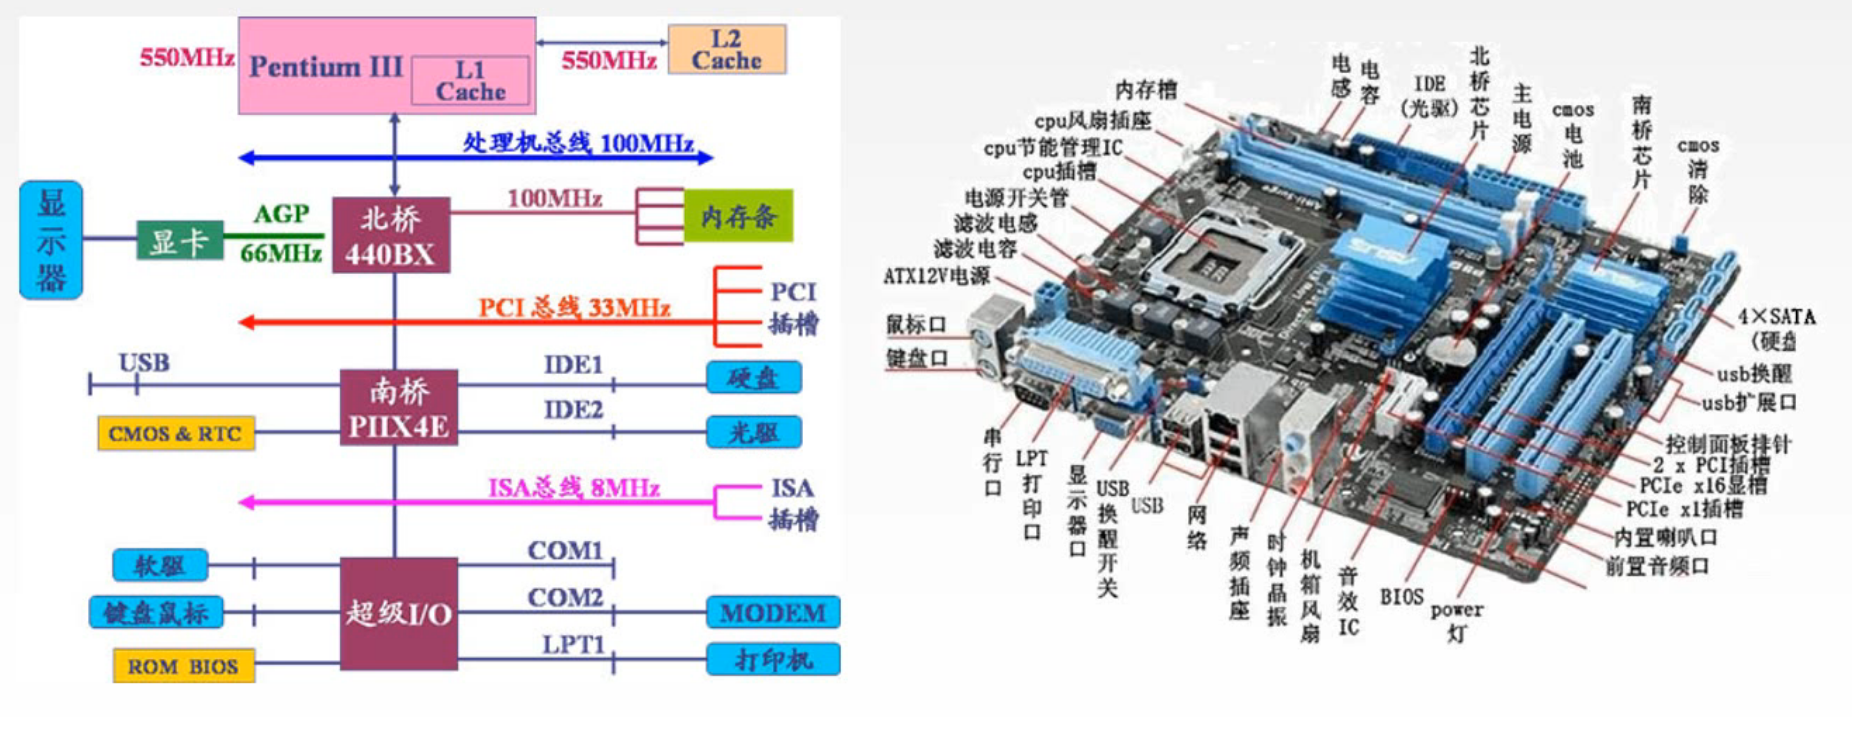 550MHz
Pentium III
L1
Cache
550MHz
L2
Cache
处理机总线 100MHz
显示器
显卡
AGP
66MHz
北桥
440BX
100MHz
内存条
PCI 总线 33MHz
PCI
插槽
USB
CMOS & RTC
南桥
PIIX4E
IDE1
硬盘
IDE2
光驱
ISA总线 8MHz
ISA
插槽
软驱
键盘鼠标
ROM BIOS
超级I/O
COM1
COM2
MODEM
LPT1
打印机
内存槽
cpu风扇插座
cpu节能管理IC
cpu插槽
电源开关管
滤波电感
滤波电容
ATX12V电源
鼠标口
键盘口
电感
电容
IDE
(光驱)
北桥芯片
主电源
cmos
电池
南桥芯片
cmos
清除
4×SATA
(硬盘
usb换醒
usb扩展口
控制面板排针
2 x PCI插槽
PCIe x16显槽
PCIe x1插槽
内置喇叭口
前置音频口
串行口
LPT
打印口
显示器口
USB
换醒开关
USB
网络
声频插座
时钟晶振
机箱风扇
音效
IC
BIOS
power
灯